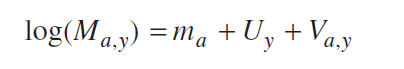 log(M_{a,y}) = m_a + U_y + V_{a,y}